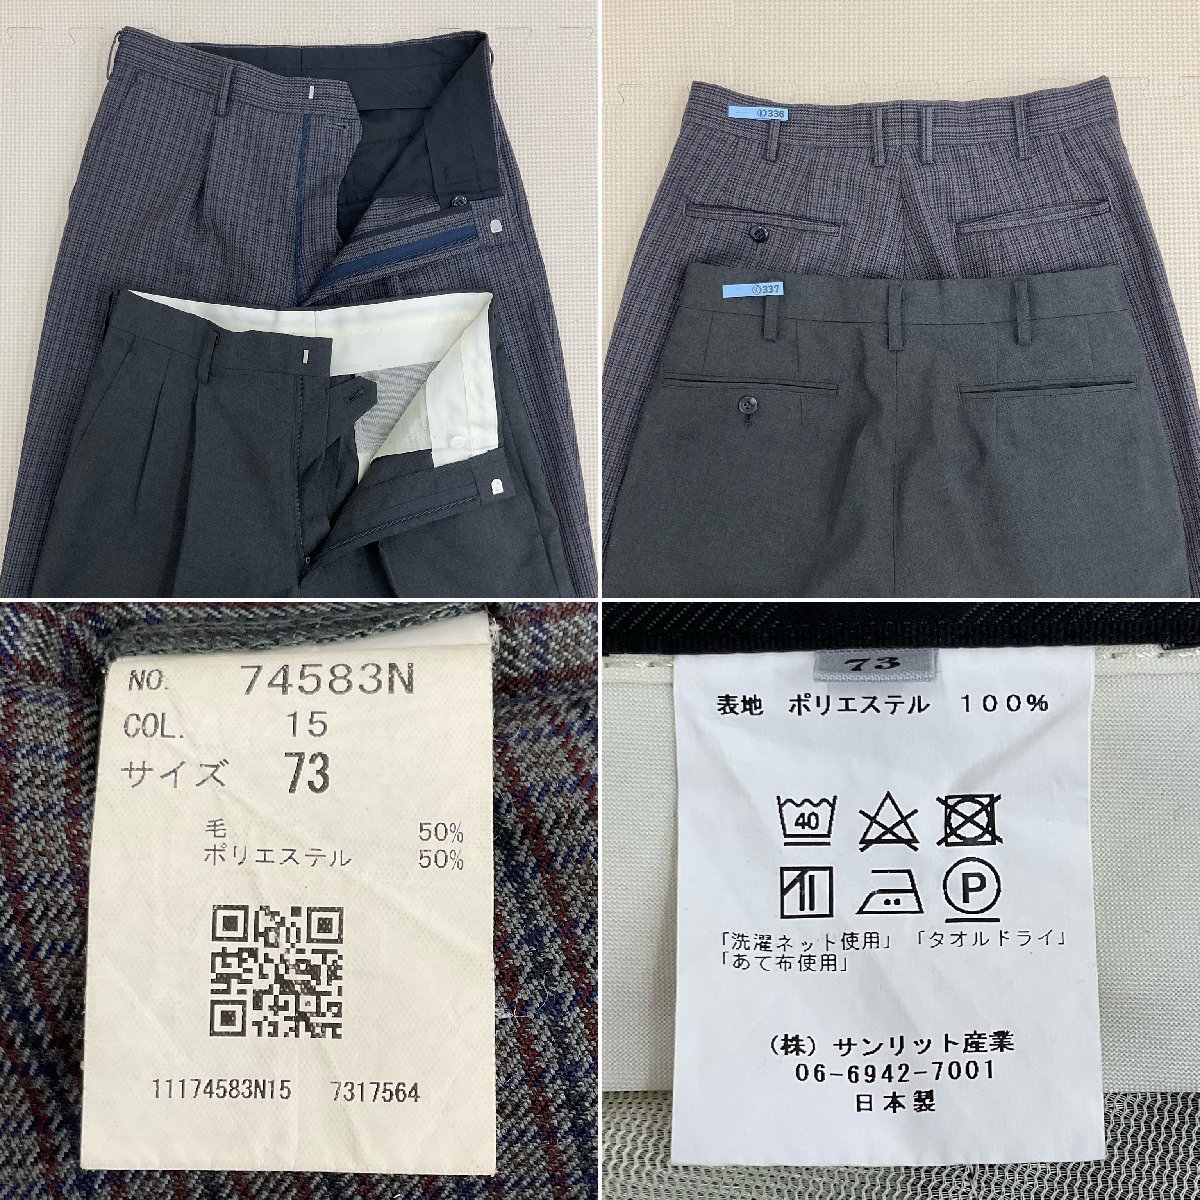 Ⓚ336
337
NO. 74583N
COL. 15
サイズ 73
毛 50%
ポリエステル 50%
11174583N15 7317564
73
表地 ポリエステル 100%
40
P
「洗濯ネット使用」「タオルドライ」
「あて布使用」
(株) サンリット産業
06-6942-7001
日本製